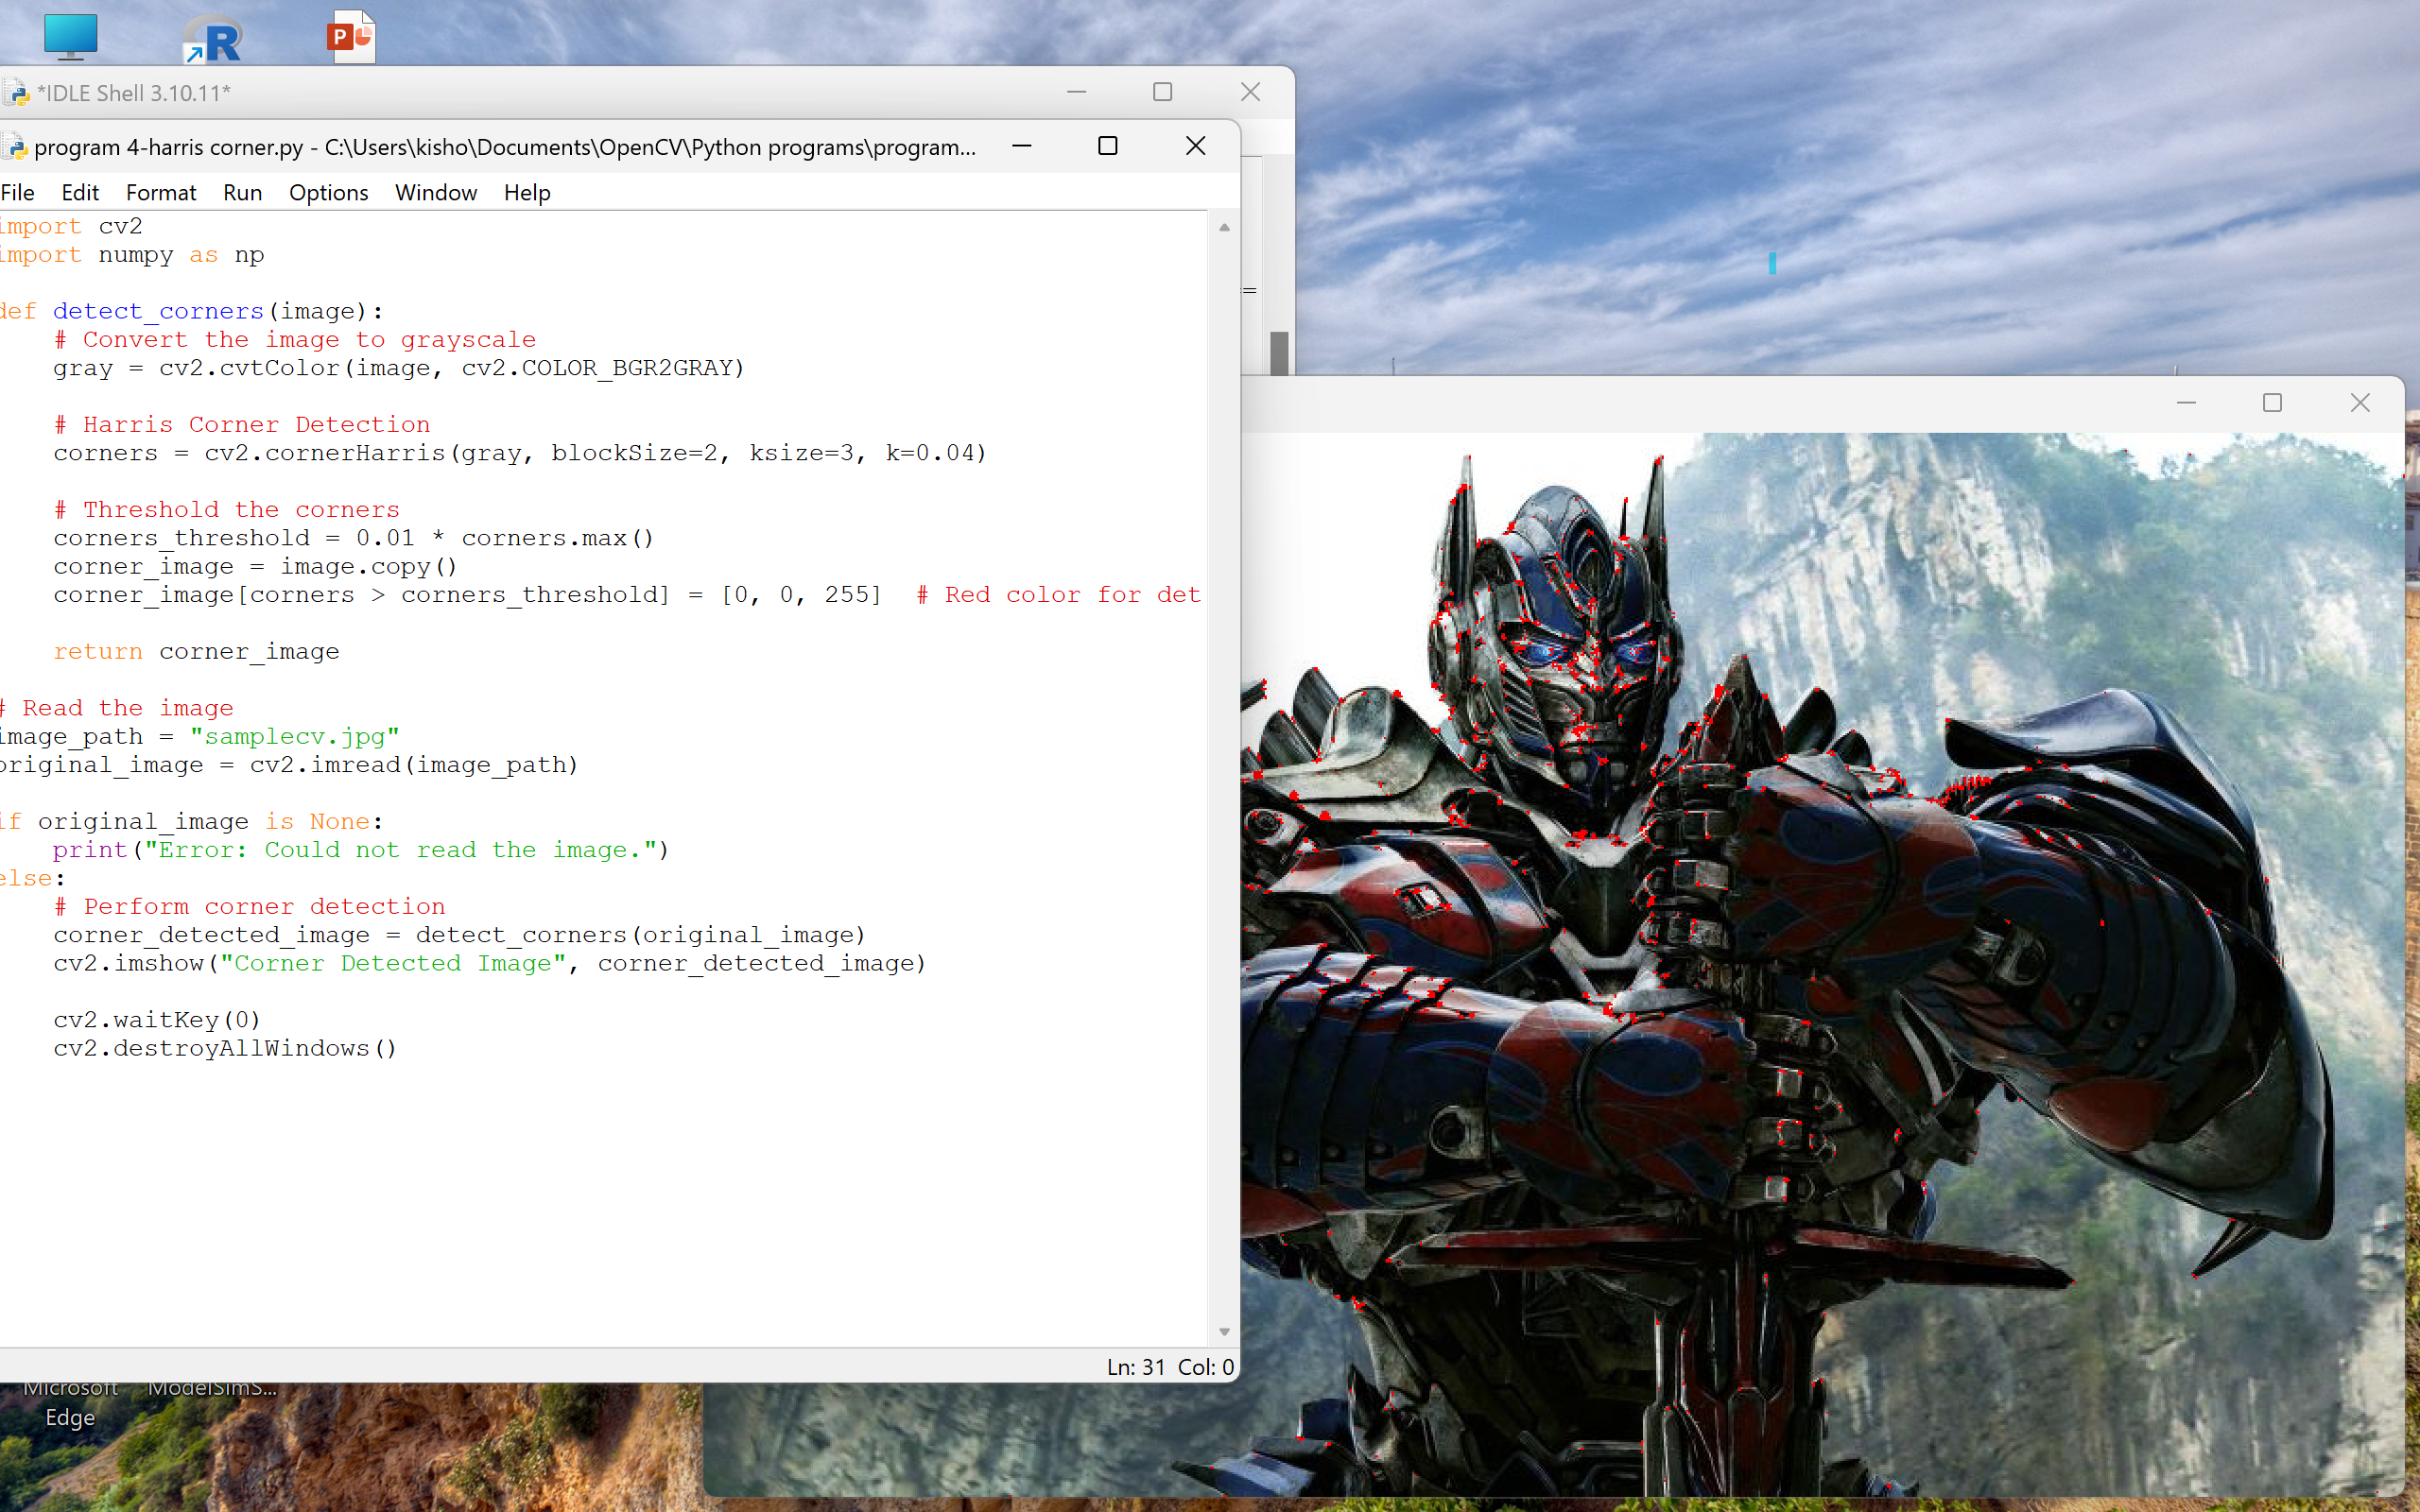 *IDLE Shell 3.10.11*
program 4-harris corner.py - C:\Users\kisho\Documents\OpenCV\Python programs\program...
File Edit Format Run Options Window Help
import cv2
import numpy as np
def detect_corners(image):
# Convert the image to grayscale
gray = cv2.cvtColor(image, cv2.COLOR_BGR2GRAY)
# Harris Corner Detection
corners = cv2.cornerHarris(gray, blockSize=2, ksize=3, k=0.04)
# Threshold the corners
corners_threshold = 0.01 * corners.max()
corner_image = image.copy()
corner_image[corners > corners_threshold] = [0, 0, 255]  # Red color for det
return corner_image
# Read the image
image_path = "samplecv.jpg"
original_image = cv2.imread(image_path)
if original_image is None:
print("Error: Could not read the image.")
else:
# Perform corner detection
corner_detected_image = detect_corners(original_image)
cv2.imshow("Corner Detected Image", corner_detected_image)
cv2.waitKey(0)
cv2.destroyAllWindows()
Ln: 31 Col: 0
Microsoft Edge
ModelSimS...